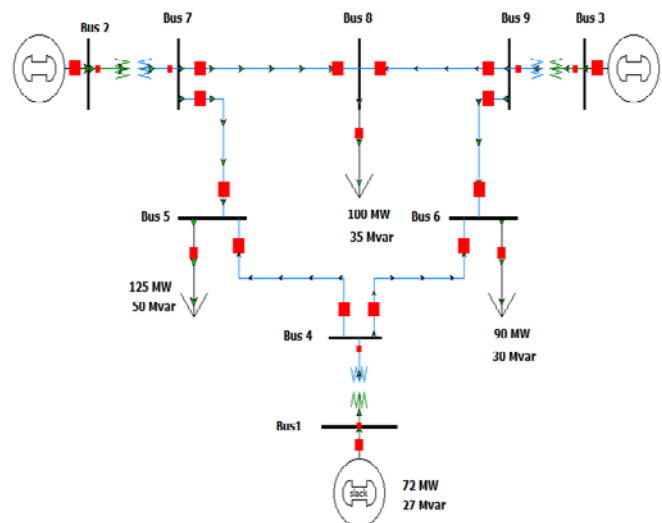 Bus 2
Bus 7
Bus 8
Bus 9
Bus 3
100 MW
35 Mvar
Bus 5
Bus 6
125 MW
50 Mvar
Bus 4
90 MW
30 Mvar
Bus1
slack
72 MW
27 Mvar